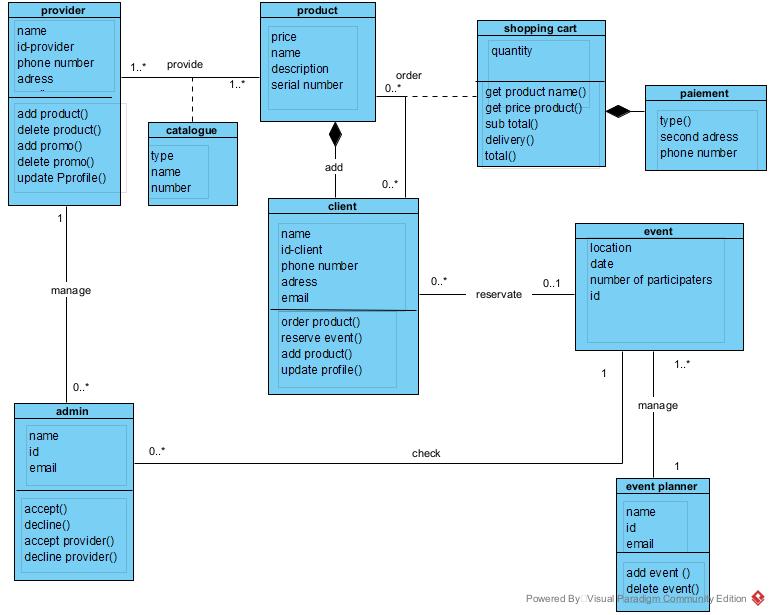 provider
name
id-provider
phone number
adress
add product()
delete product()
add promo()
delete promo()
update Pprofile()
1..*
provide
1..*
catalogue
type
name
number
product
price
name
description
serial number
order
0..*
0..*
add
shopping cart
quantity
get product name()
get price product()
sub total()
delivery()
total()
paiement
type()
second adress
phone number
client
name
id-client
phone number
adress
email
order product()
reserve event()
add product()
update profile()
0..*
reservate
0..1
event
location
date
number of participaters
id
1
manage
0..*
admin
name
id
email
accept()
decline()
accept provider()
decline provider()
0..*
check
1
1..*
manage
1
event planner
name
id
email
add event ()
delete event()
Powered By Visual Paradigm Community Edition